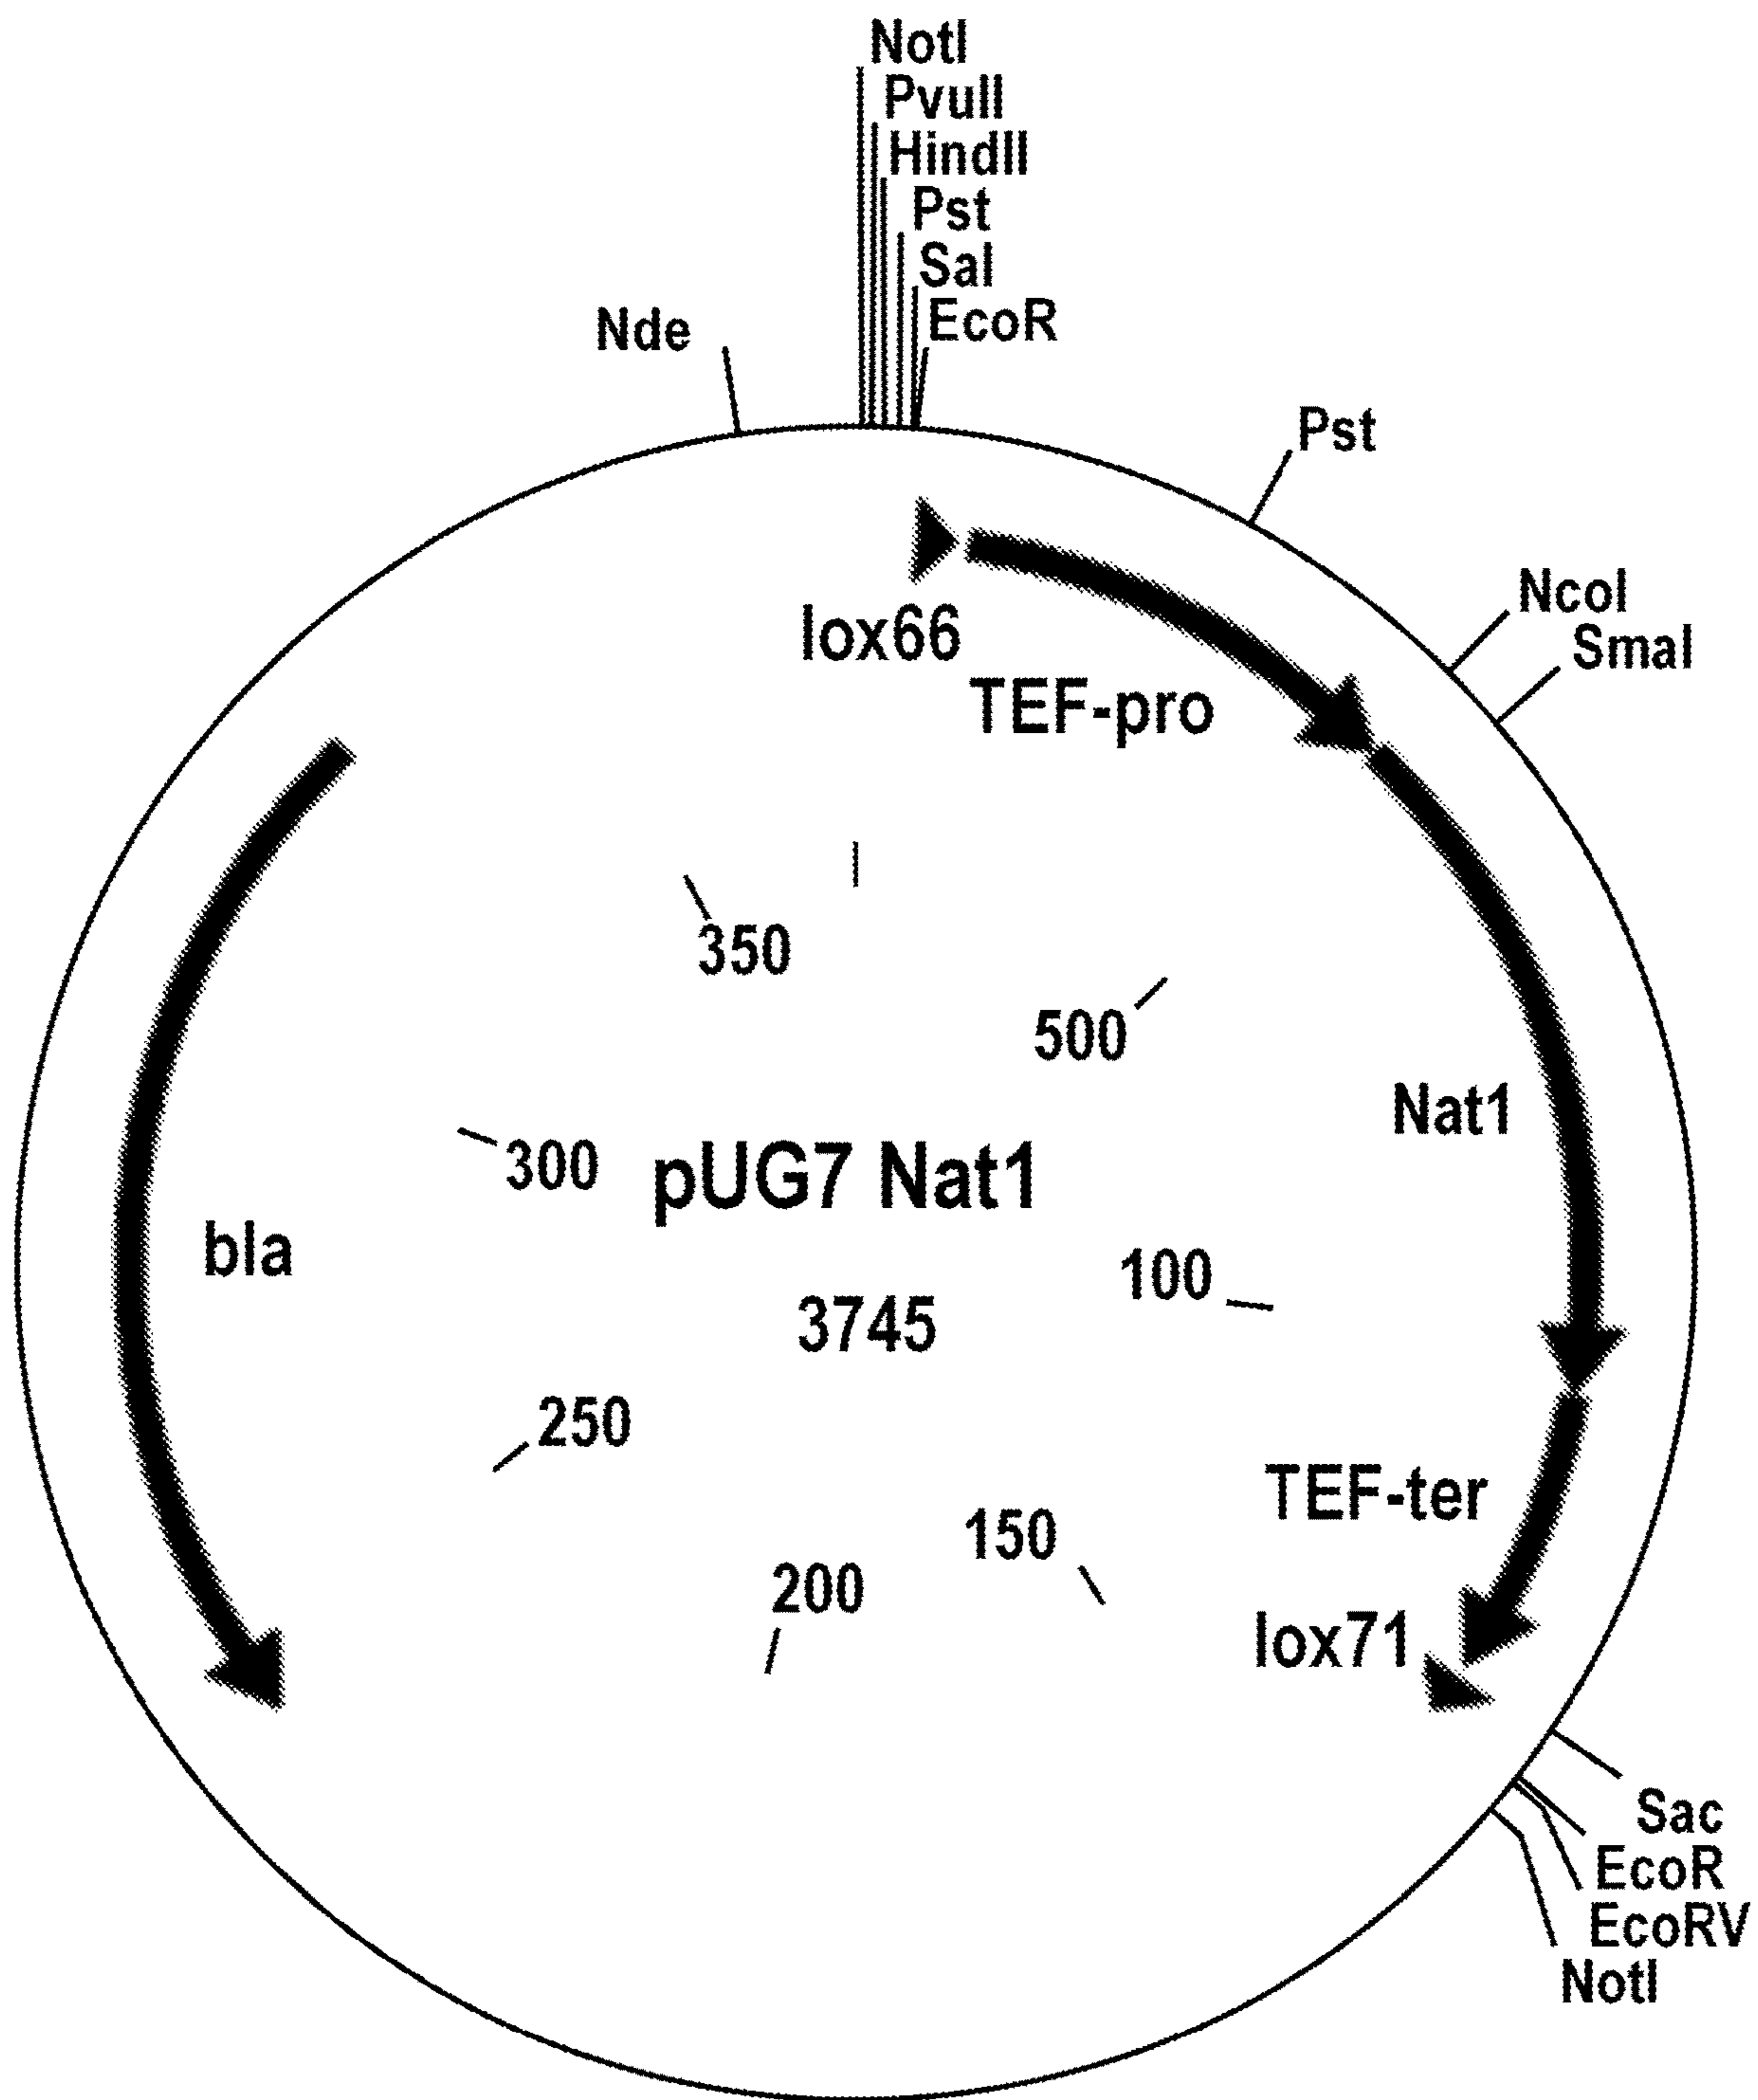 NotI
PvuII
HindII
Pst
Sal
EcoR
Nde
Pst
NcoI
SmaI
lox66
TEF-pro
350
500
Nat1
300
pUG7 Nat1
bla
100
3745
250
TEF-ter
150
200
lox71
Sac
EcoR
EcoRV
NotI